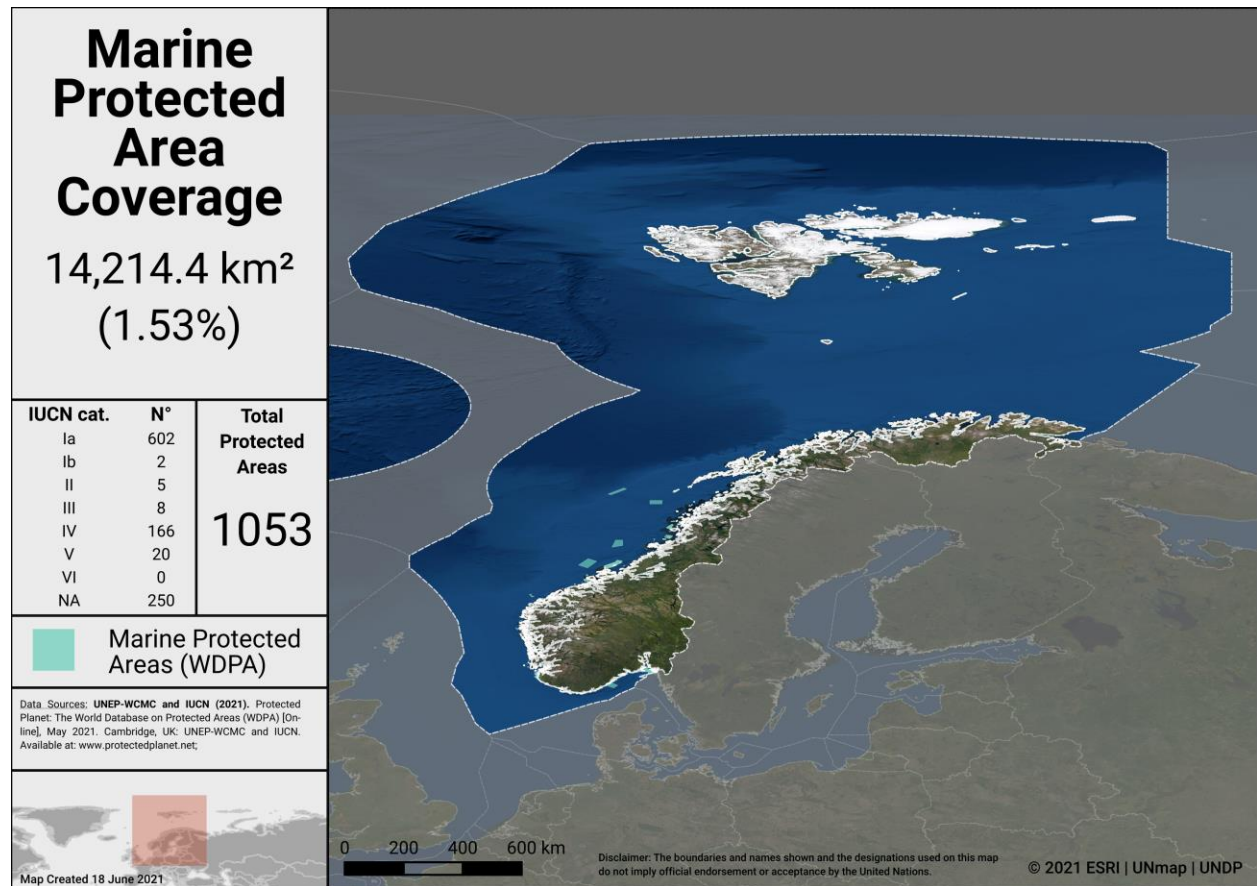 Marine
Protected
Area
Coverage
14,214.4 km²
(1.53%)
IUCN cat. N°
Ia 602
Ib 2
II 5
III 8
IV 166
V 20
VI 0
NA 250
Total
Protected
Areas
1053
Marine Protected
Areas (WDPA)
Data Sources: UNEP-WCMC and IUCN (2021). Protected
Planet: The World Database on Protected Areas (WDPA) [On-
line], May 2021. Cambridge, UK: UNEP-WCMC and IUCN.
Available at: www.protectedplanet.net;
Map Created 18 June 2021
0 200 400 600 km
Disclaimer: The boundaries and names shown and the designations used on this map
do not imply official endorsement or acceptance by the United Nations.
© 2021 ESRI | UNmap | UNDP